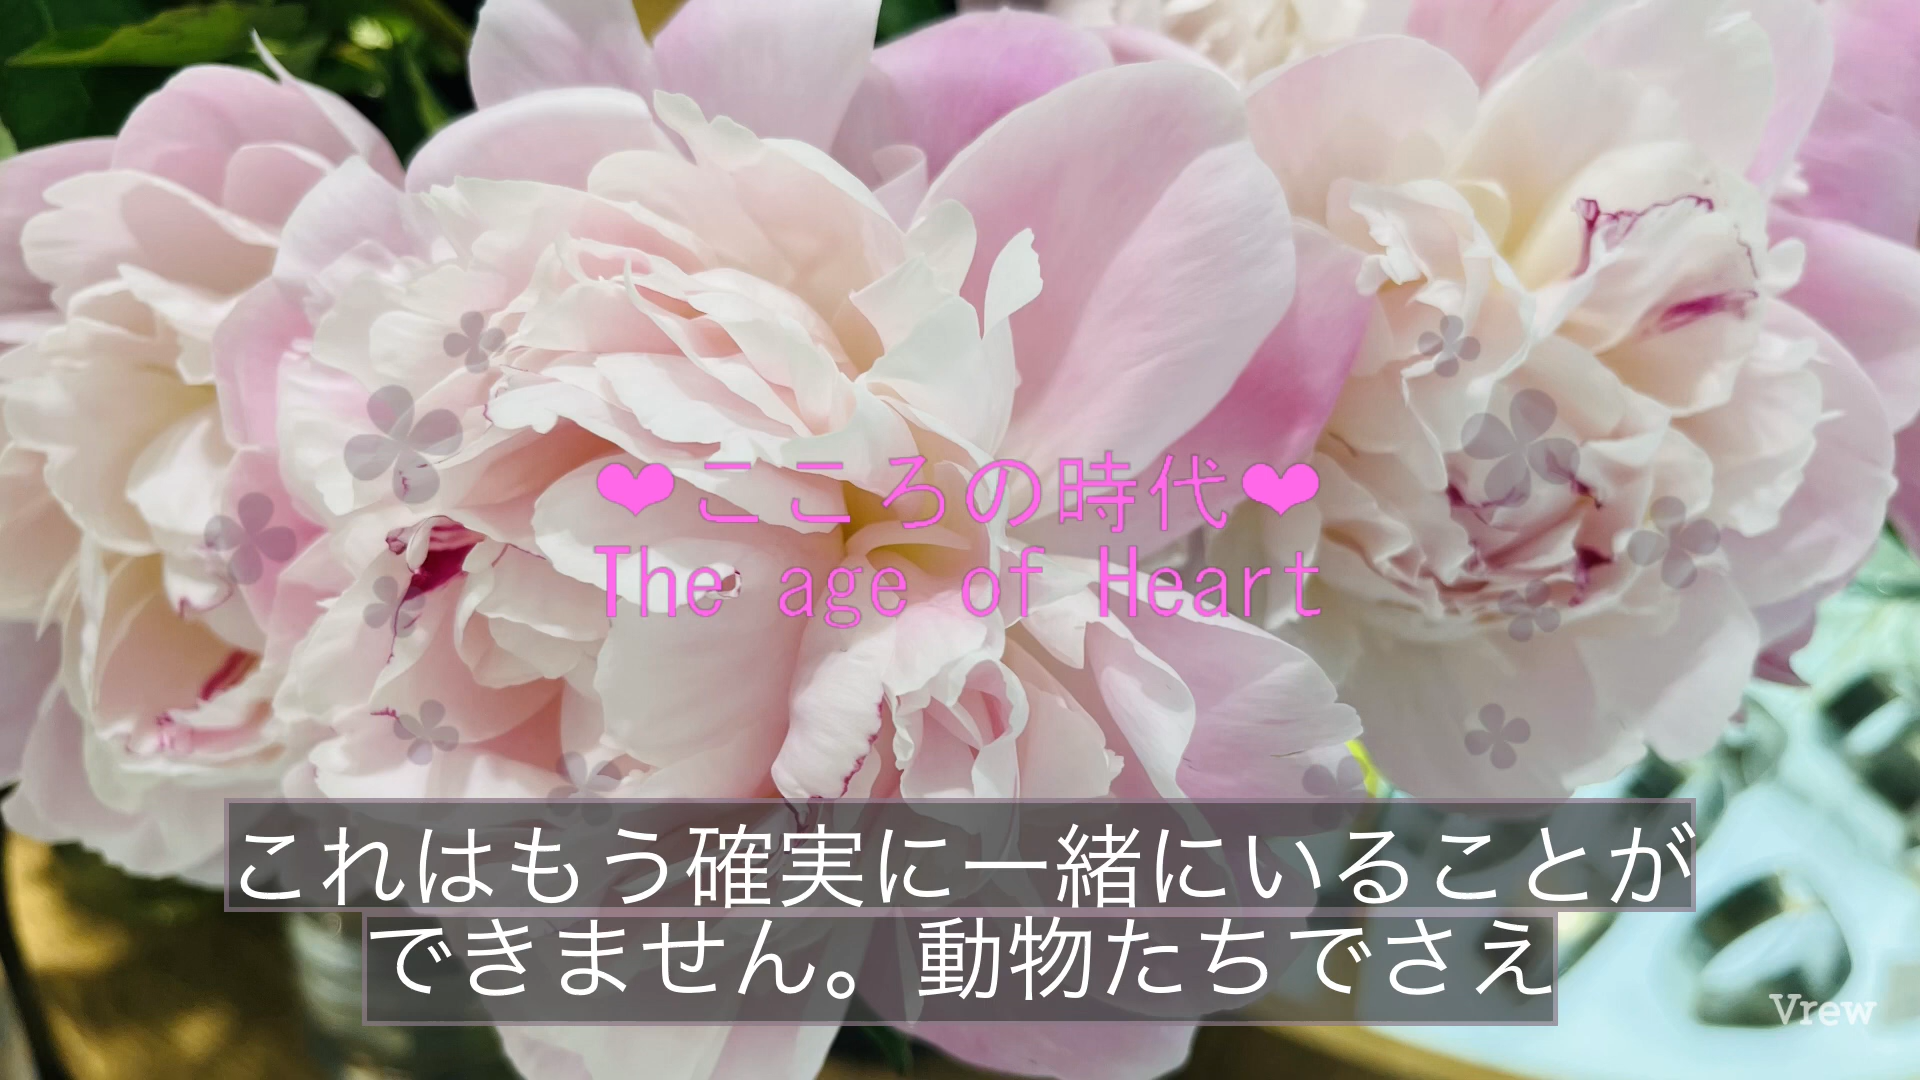 ❤こころの時代❤
The age of Heart
これはもう確実に一緒にいることが
できません。動物たちでさえ
Vrew